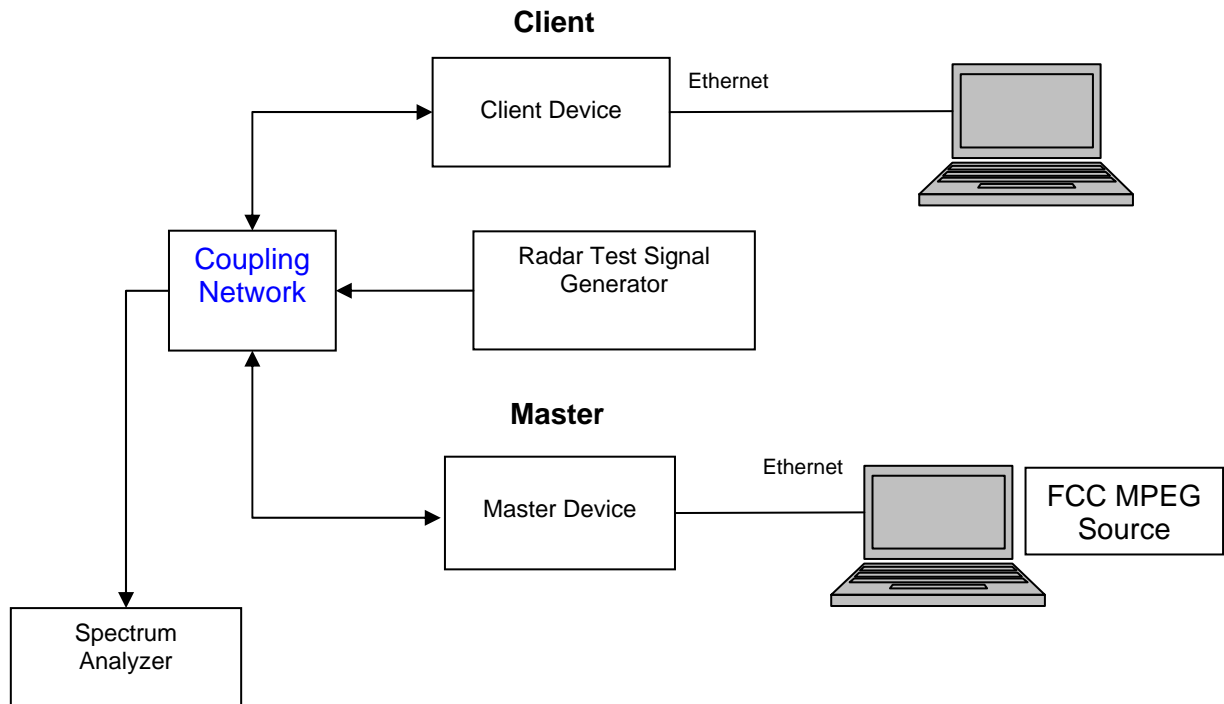 Client
Client Device
Ethernet
Coupling
Network
Radar Test Signal
Generator
Master
Master Device
Ethernet
FCC MPEG
Source
Spectrum
Analyzer